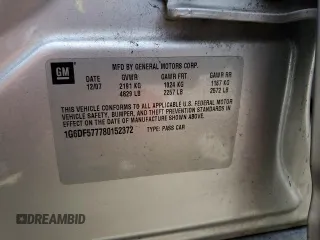 GM
MFD BY GENERAL MOTORS CORP.
DATE GVWR GAWR FRT GAWR RR
12/07 2191 KG 1024 KG 1167 KG
4829 LB 2257 LB 2572 LB
THIS VEHICLE CONFORMS TO ALL APPLICABLE U.S. FEDERAL MOTOR
VEHICLE SAFETY, BUMPER, AND THEFT PREVENTION STANDARDS IN
EFFECT ON THE DATE OF MANUFACTURE SHOWN ABOVE.
1G6DF577780152372 TYPE: PASS CAR
DREAMBID